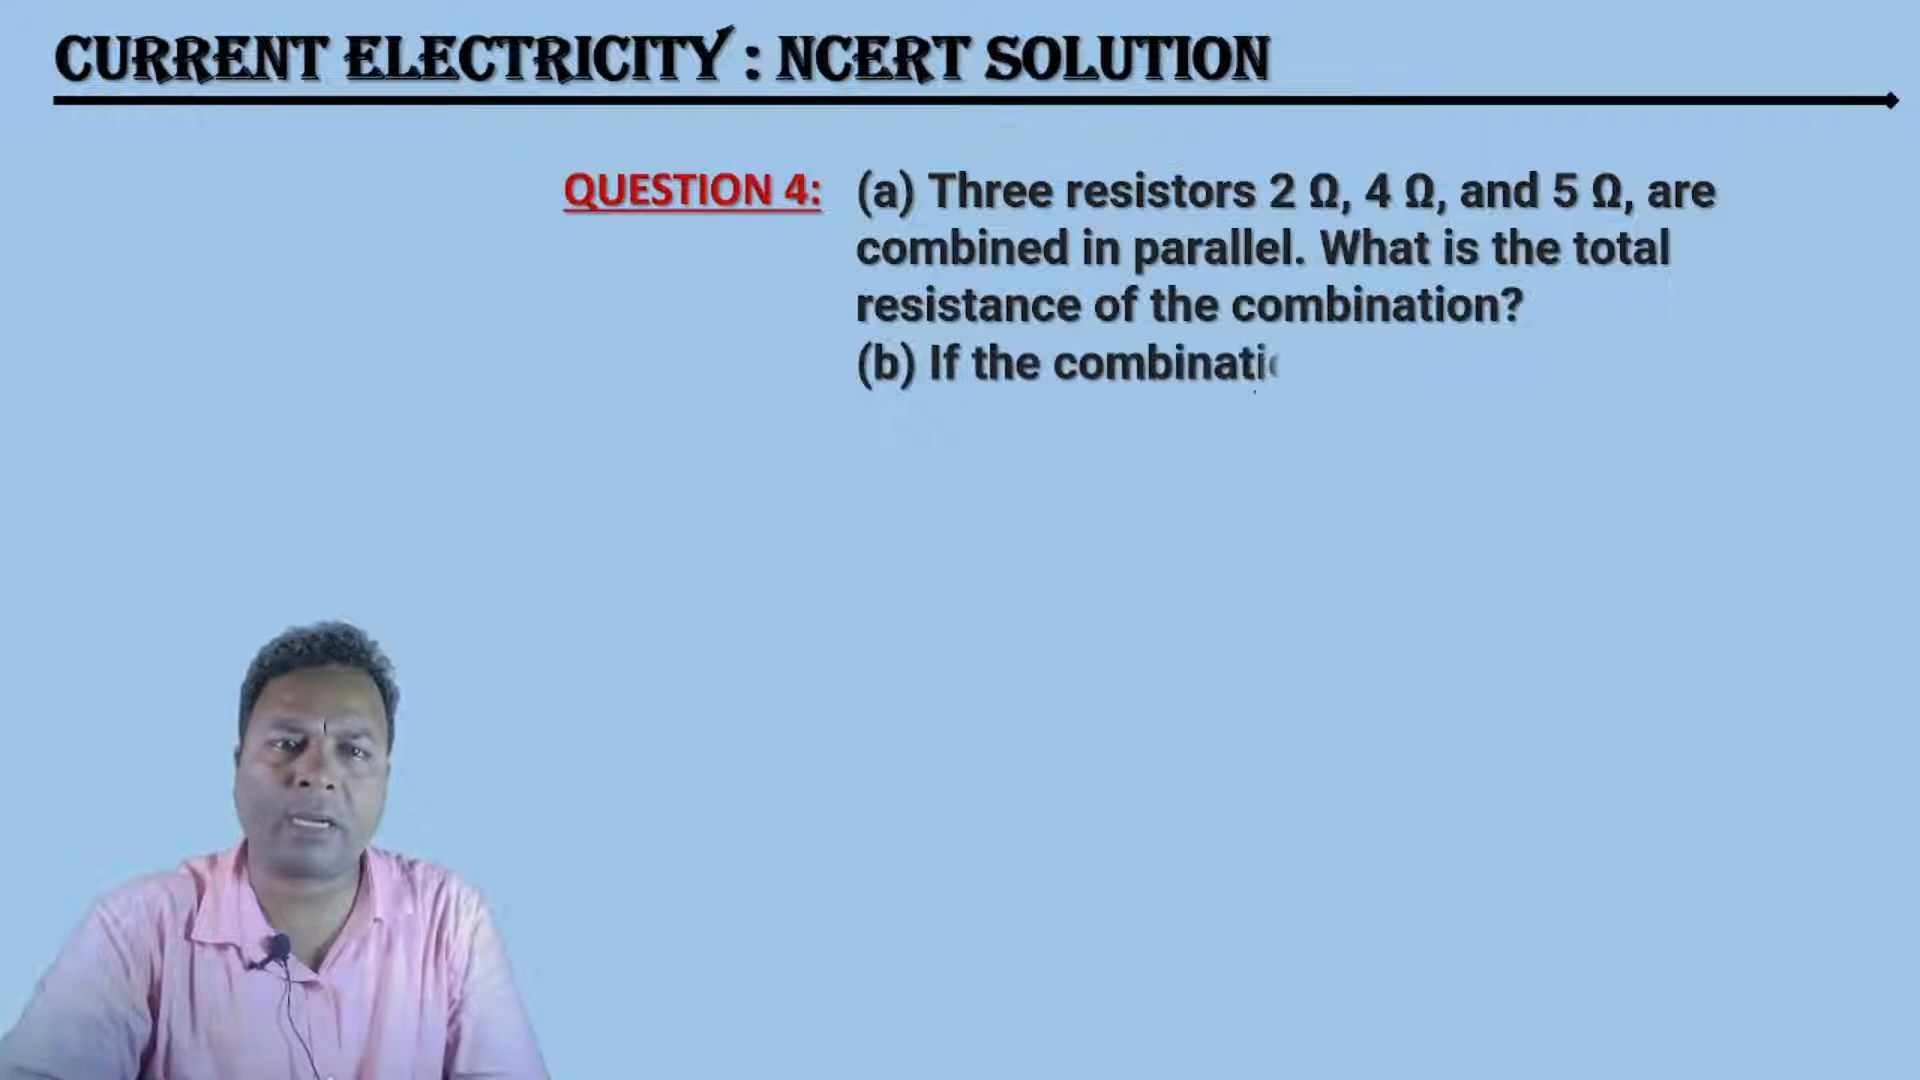 CURRENT ELECTRICITY : NCERT SOLUTION
QUESTION 4: (a) Three resistors 2 Ω, 4 Ω, and 5 Ω, are
combined in parallel. What is the total
resistance of the combination?
(b) If the